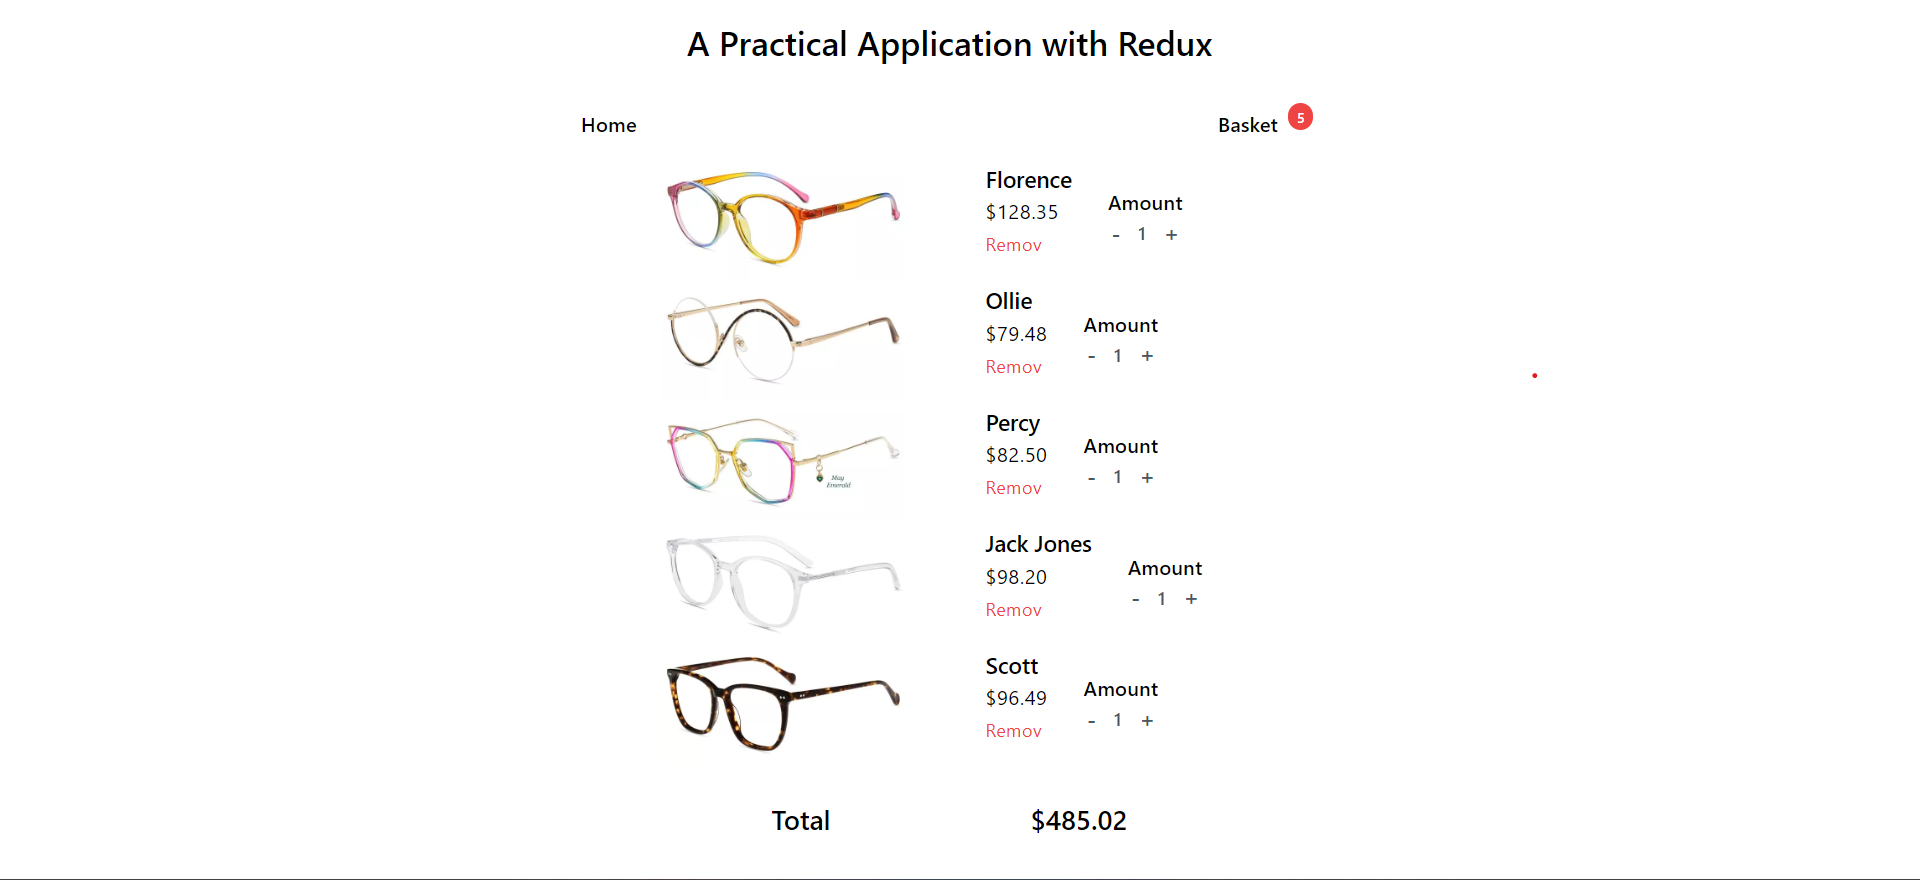 A Practical Application with Redux
Home
Basket 5
Florence
$128.35
Remov
Amount
- 1 +
Ollie
$79.48
Remov
Amount
- 1 +
Percy
$82.50
Remov
Amount
- 1 +
May
Emerald
Jack Jones
$98.20
Remov
Amount
- 1 +
Scott
$96.49
Remov
Amount
- 1 +
Total $485.02